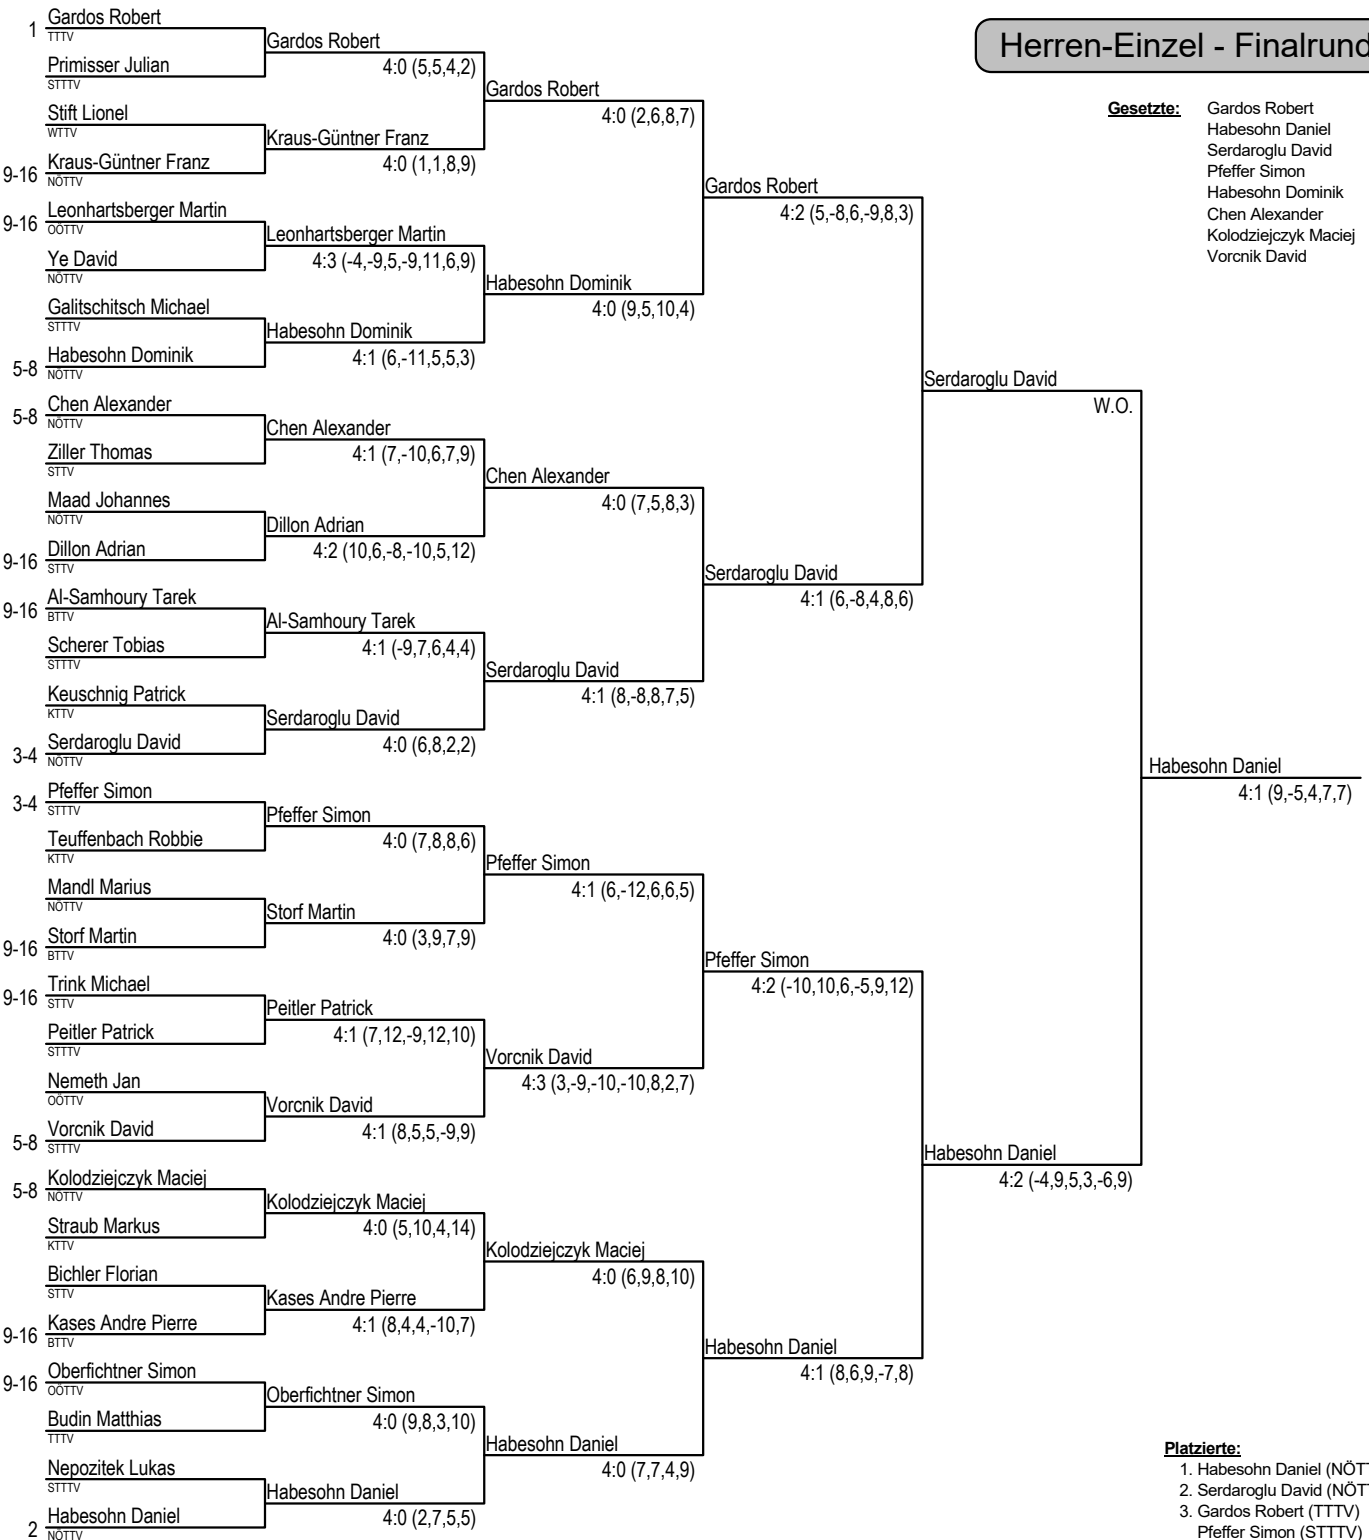 Herren-Einzel - Finalrund
Gesetzte:
Gardos Robert
Habesohn Daniel
Serdaroglu David
Pfeffer Simon
Habesohn Dominik
Chen Alexander
Kolodziejczyk Maciej
Vorcnik David
1 Gardos Robert
TTTV
Primisser Julian
STTTV
Stift Lionel
WTTV
9-16 Kraus-Güntner Franz
NÖTTV
9-16 Leonhartsberger Martin
OÖTTV
Ye David
NÖTTV
Galitschitsch Michael
STTTV
5-8 Habesohn Dominik
NÖTTV
5-8 Chen Alexander
NÖTTV
Ziller Thomas
STTV
Maad Johannes
NÖTTV
9-16 Dillon Adrian
STTV
9-16 Al-Samhoury Tarek
BTTV
Scherer Tobias
STTTV
Keuschnig Patrick
KTTV
3-4 Serdaroglu David
NÖTTV
3-4 Pfeffer Simon
STTTV
Teuffenbach Robbie
KTTV
Mandl Marius
NÖTTV
9-16 Storf Martin
BTTV
9-16 Trink Michael
STTV
Peitler Patrick
STTTV
Nemeth Jan
OÖTTV
5-8 Vorcnik David
STTTV
5-8 Kolodziejczyk Maciej
NÖTTV
Straub Markus
KTTV
Bichler Florian
STTV
9-16 Kases Andre Pierre
BTTV
9-16 Oberfichtner Simon
OÖTTV
Budin Matthias
TTTV
Nepozitek Lukas
STTTV
2 Habesohn Daniel
NÖTTV
Gardos Robert
4:0 (5,5,4,2)
Kraus-Güntner Franz
4:0 (1,1,8,9)
Leonhartsberger Martin
4:3 (-4,-9,5,-9,11,6,9)
Habesohn Dominik
4:1 (6,-11,5,5,3)
Chen Alexander
4:1 (7,-10,6,7,9)
Dillon Adrian
4:2 (10,6,-8,-10,5,12)
Al-Samhoury Tarek
4:1 (-9,7,6,4,4)
Serdaroglu David
4:0 (6,8,2,2)
Pfeffer Simon
4:0 (7,8,8,6)
Storf Martin
4:0 (3,9,7,9)
Peitler Patrick
4:1 (7,12,-9,12,10)
Vorcnik David
4:1 (8,5,5,-9,9)
Kolodziejczyk Maciej
4:0 (5,10,4,14)
Kases Andre Pierre
4:1 (8,4,4,-10,7)
Oberfichtner Simon
4:0 (9,8,3,10)
Habesohn Daniel
4:0 (2,7,5,5)
Gardos Robert
4:0 (2,6,8,7)
Habesohn Dominik
4:0 (9,5,10,4)
Chen Alexander
4:0 (7,5,8,3)
Serdaroglu David
4:1 (8,-8,8,7,5)
Pfeffer Simon
4:1 (6,-12,6,6,5)
Vorcnik David
4:3 (3,-9,-10,-10,8,2,7)
Kolodziejczyk Maciej
4:0 (6,9,8,10)
Habesohn Daniel
4:0 (7,7,4,9)
Gardos Robert
4:2 (5,-8,6,-9,8,3)
Serdaroglu David
4:1 (6,-8,4,8,6)
Pfeffer Simon
4:2 (-10,10,6,-5,9,12)
Habesohn Daniel
4:1 (8,6,9,-7,8)
Serdaroglu David
W.O.
Habesohn Daniel
4:2 (-4,9,5,3,-6,9)
Habesohn Daniel
4:1 (9,-5,4,7,7)
Platzierte:
1. Habesohn Daniel (NÖT
2. Serdaroglu David (NÖT
3. Gardos Robert (TTTV)
Pfeffer Simon (STTTV)